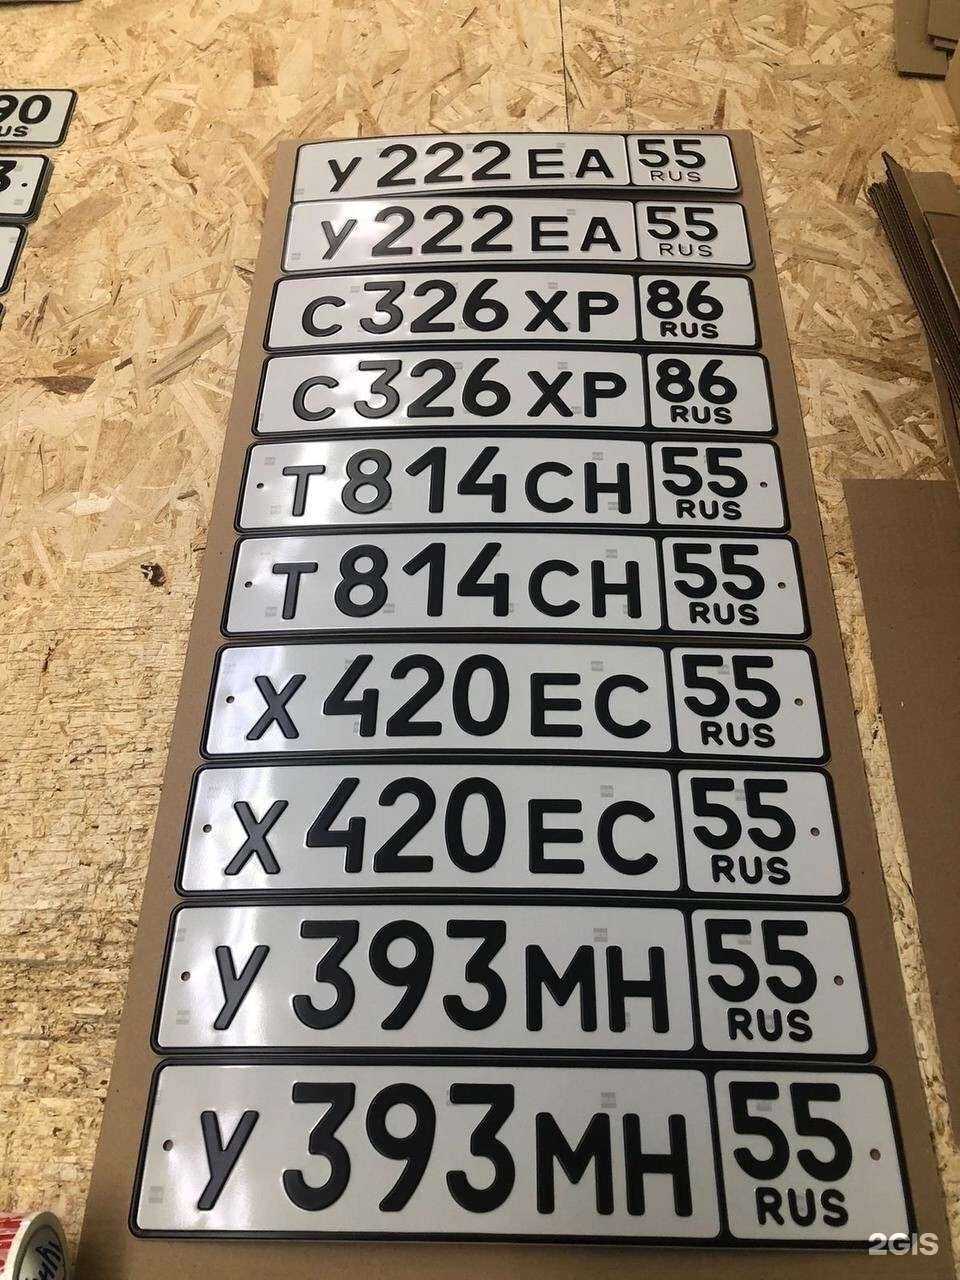 90
RUS
У 222 ЕА 55
RUS
У 222 ЕА 55
RUS
С 326 ХР 86
RUS
С 326 ХР 86
RUS
Т 814 СН 55
RUS
Т 814 СН 55
RUS
Х 420 ЕС 55
RUS
Х 420 ЕС 55
RUS
У 393 МН 55
RUS
У 393 МН 55
RUS
2GIS